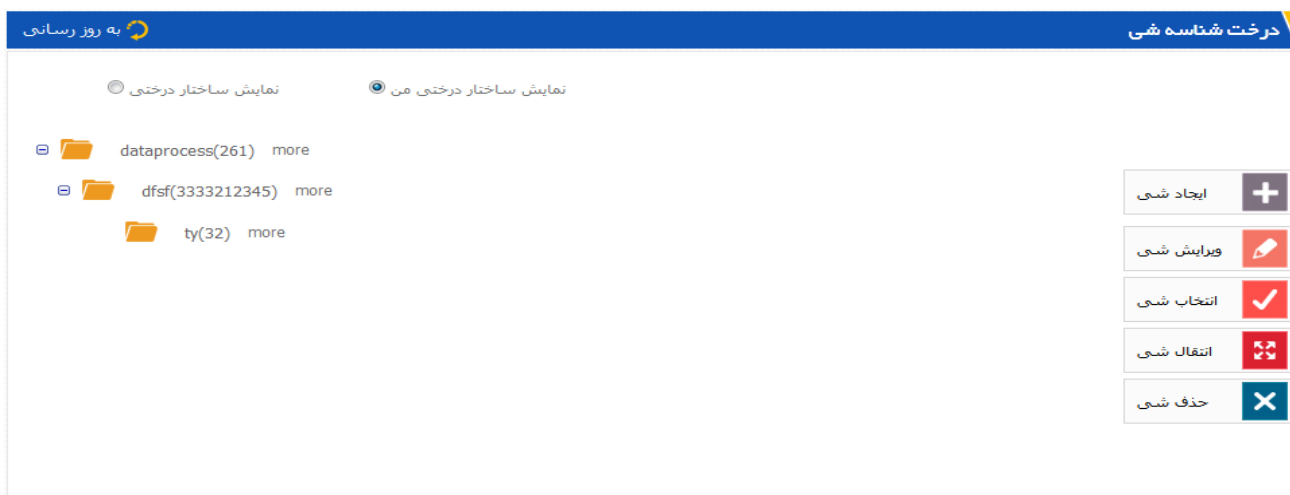 درخت شناسه شی
به روز رسانی
نمایش ساختار درختی من
نمایش ساختار درختی
dataprocess(261) more
dfsf(3333212345) more
ty(32) more
ایجاد شی
ویرایش شی
انتخاب شی
انتقال شی
حذف شی